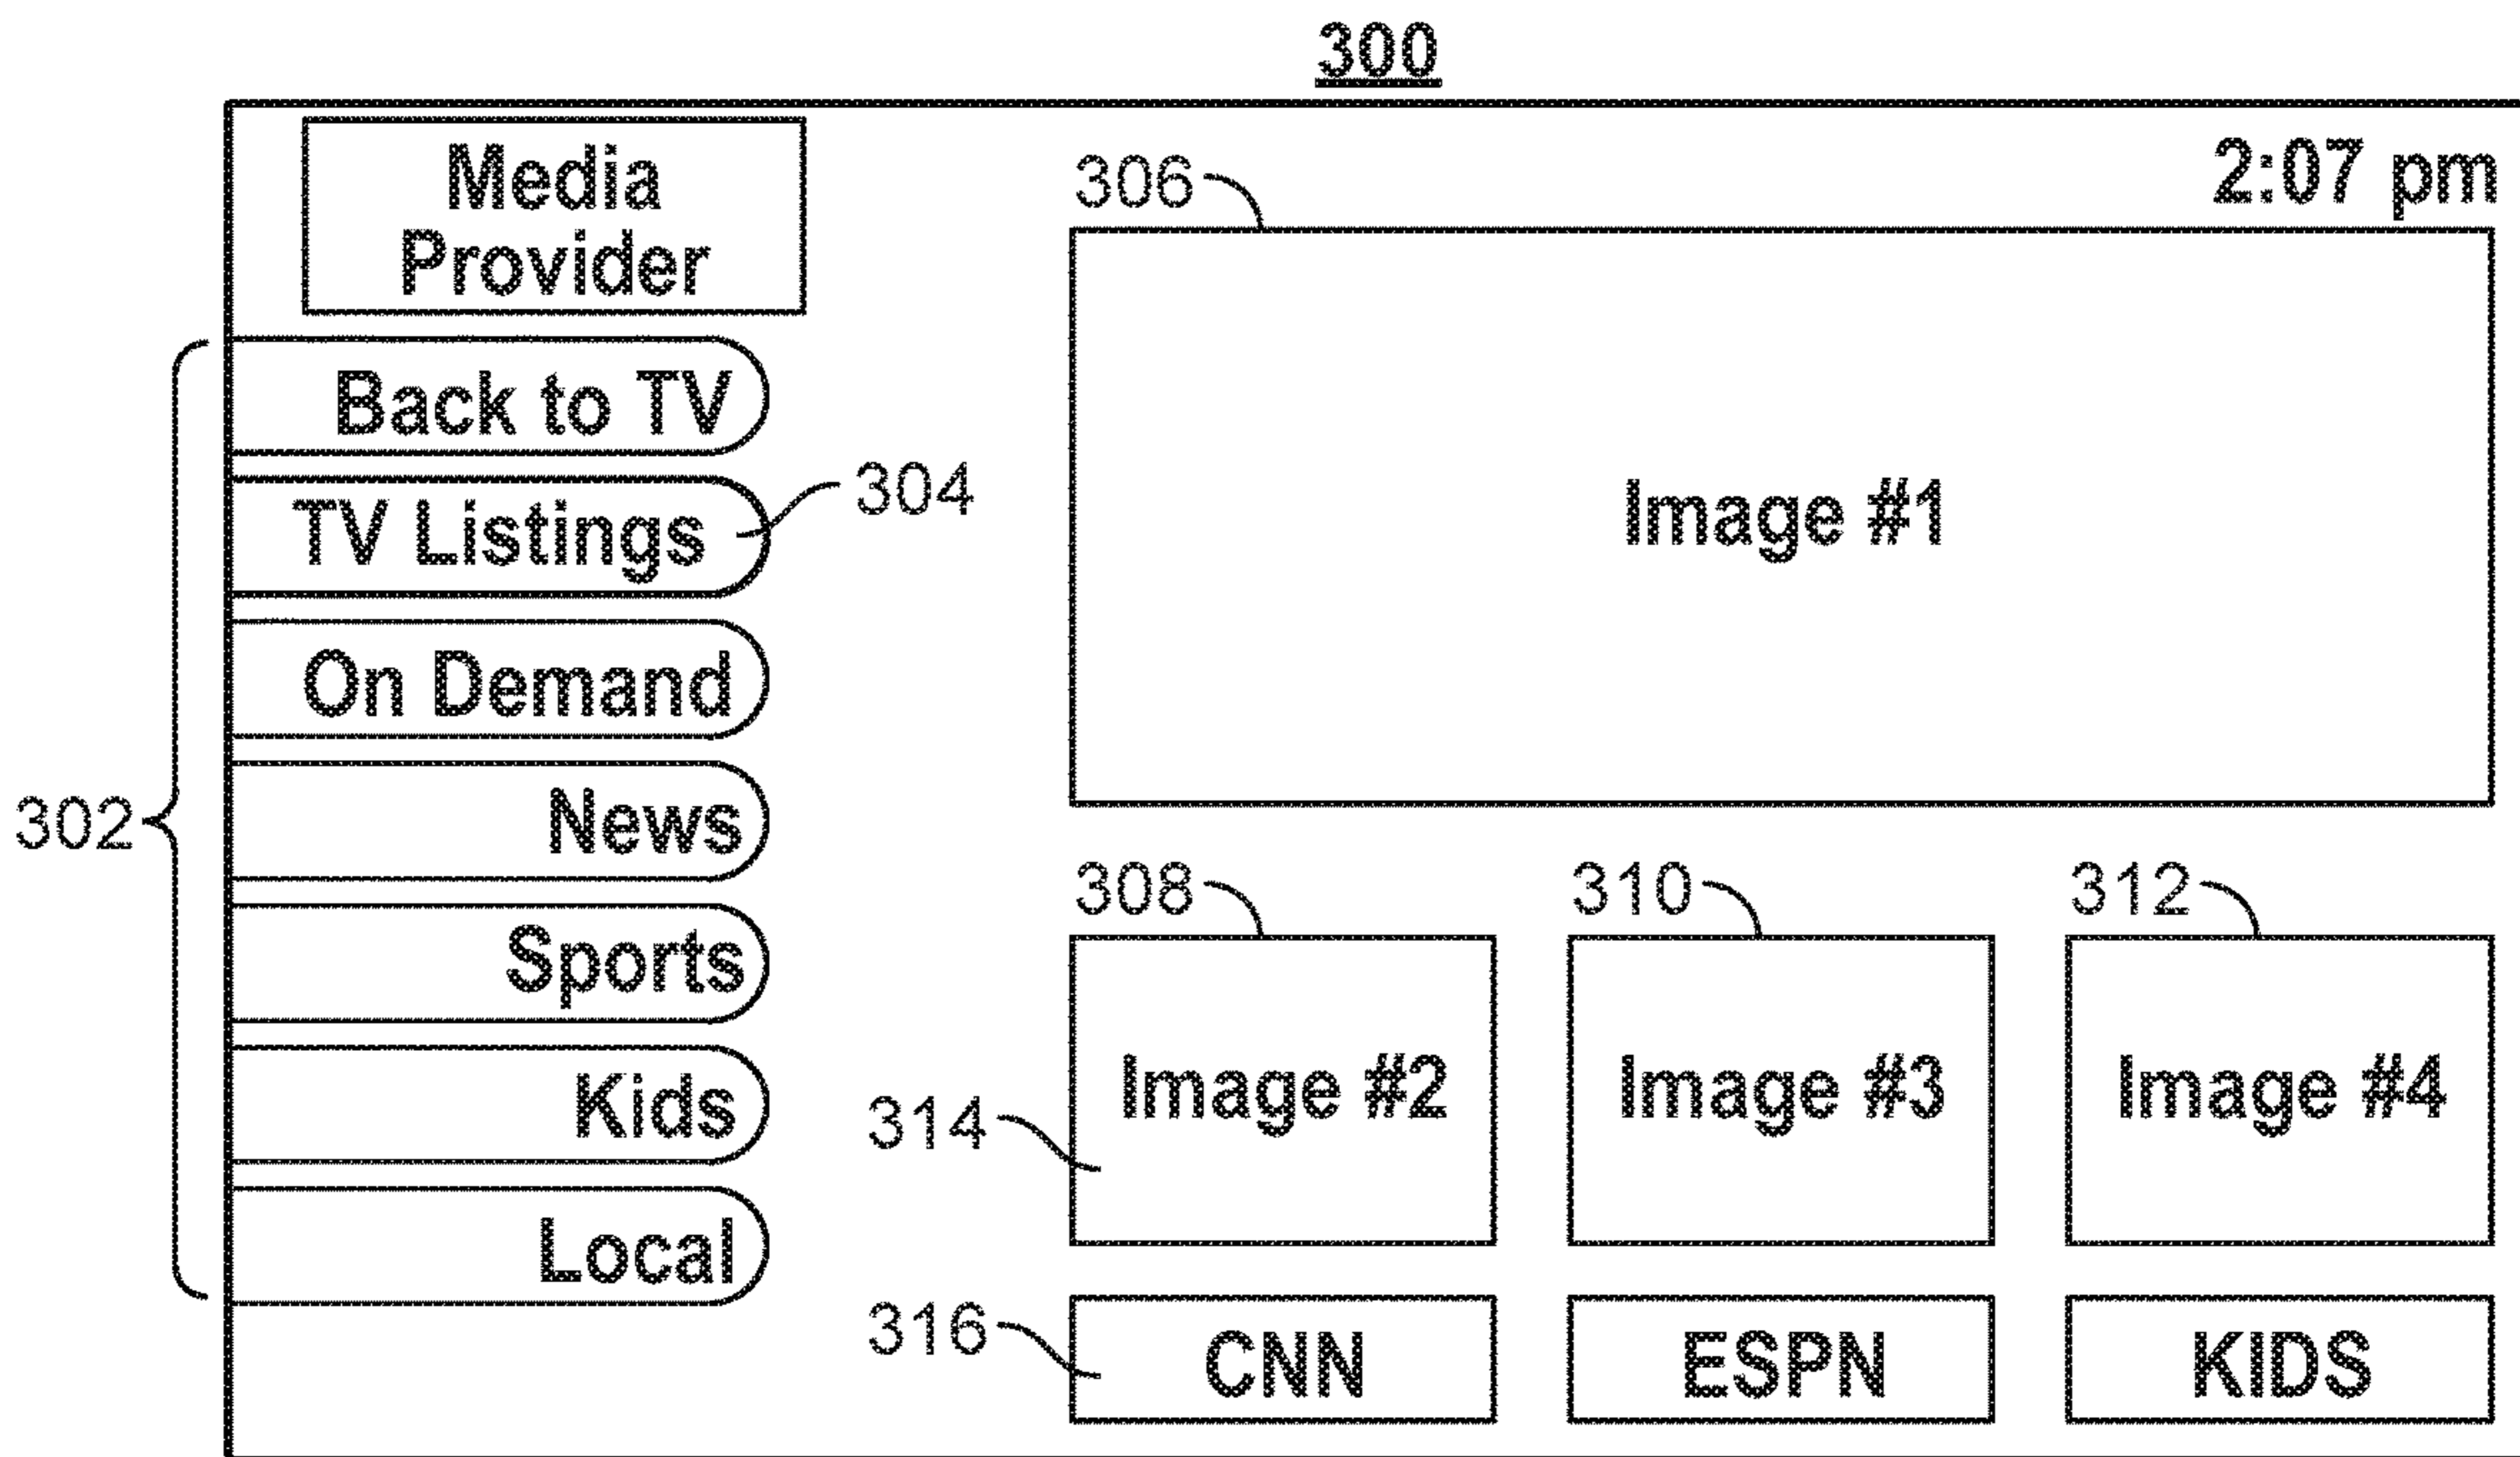 300
Media
Provider
2:07 pm
306
Back to TV
TV Listings
304
Image #1
On Demand
News
302
Sports
Kids
Local
308
310
312
Image #2
Image #3
Image #4
314
316
CNN
ESPN
KIDS